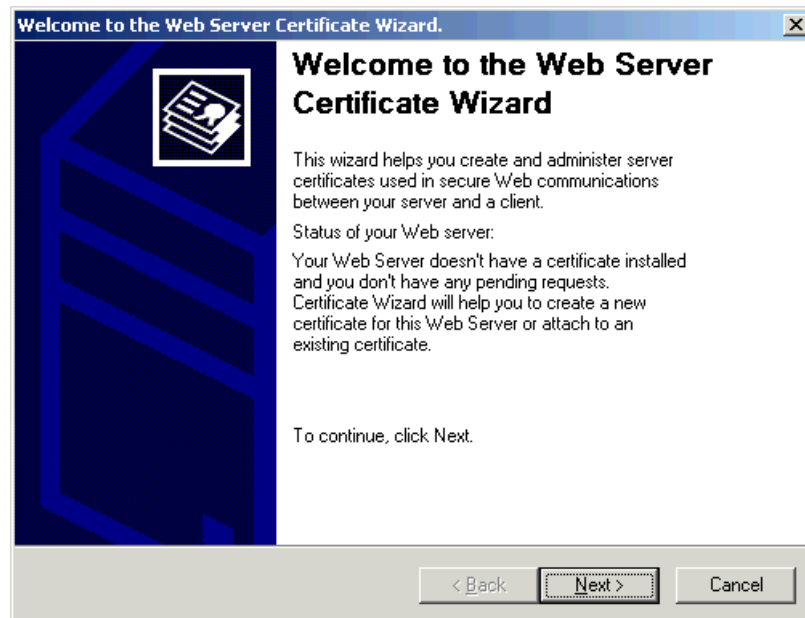 Welcome to the Web Server Certificate Wizard.
Welcome to the Web Server
Certificate Wizard
This wizard helps you create and administer server
certificates used in secure Web communications
between your server and a client.
Status of your Web server:
Your Web Server doesn't have a certificate installed
and you don't have any pending requests.
Certificate Wizard will help you to create a new
certificate for this Web Server or attach to an
existing certificate.
To continue, click Next.
< Back Next > Cancel